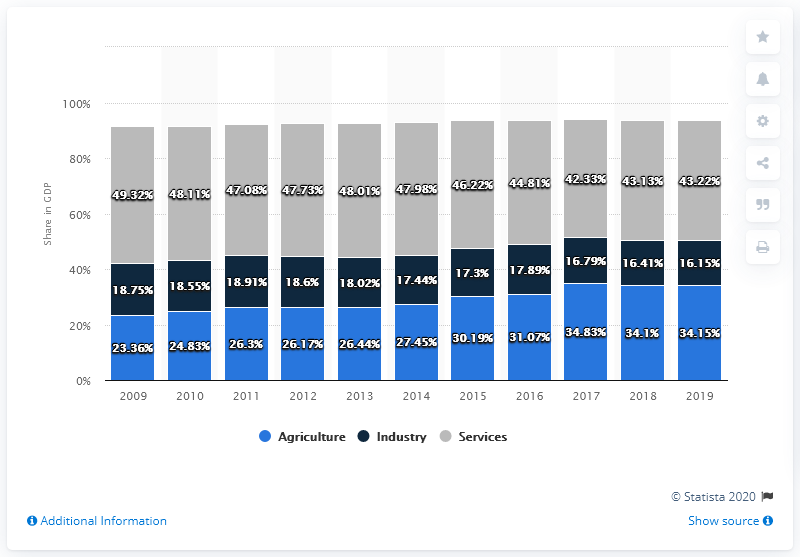 100%
80%
60%
40%
20%
0%
Share in GDP
49.32% 48.11% 47.08% 47.73% 48.01% 47.98% 46.22% 44.81% 42.33% 43.13% 43.22%
18.75% 18.55% 18.91% 18.6% 18.02% 17.44% 17.3% 17.89% 16.79% 16.41% 16.15%
23.36% 24.83% 26.3% 26.17% 26.44% 27.45% 30.19% 31.07% 34.83% 34.1% 34.15%
2009 2010 2011 2012 2013 2014 2015 2016 2017 2018 2019
Agriculture Industry Services
© Statista 2020
Additional Information Show source